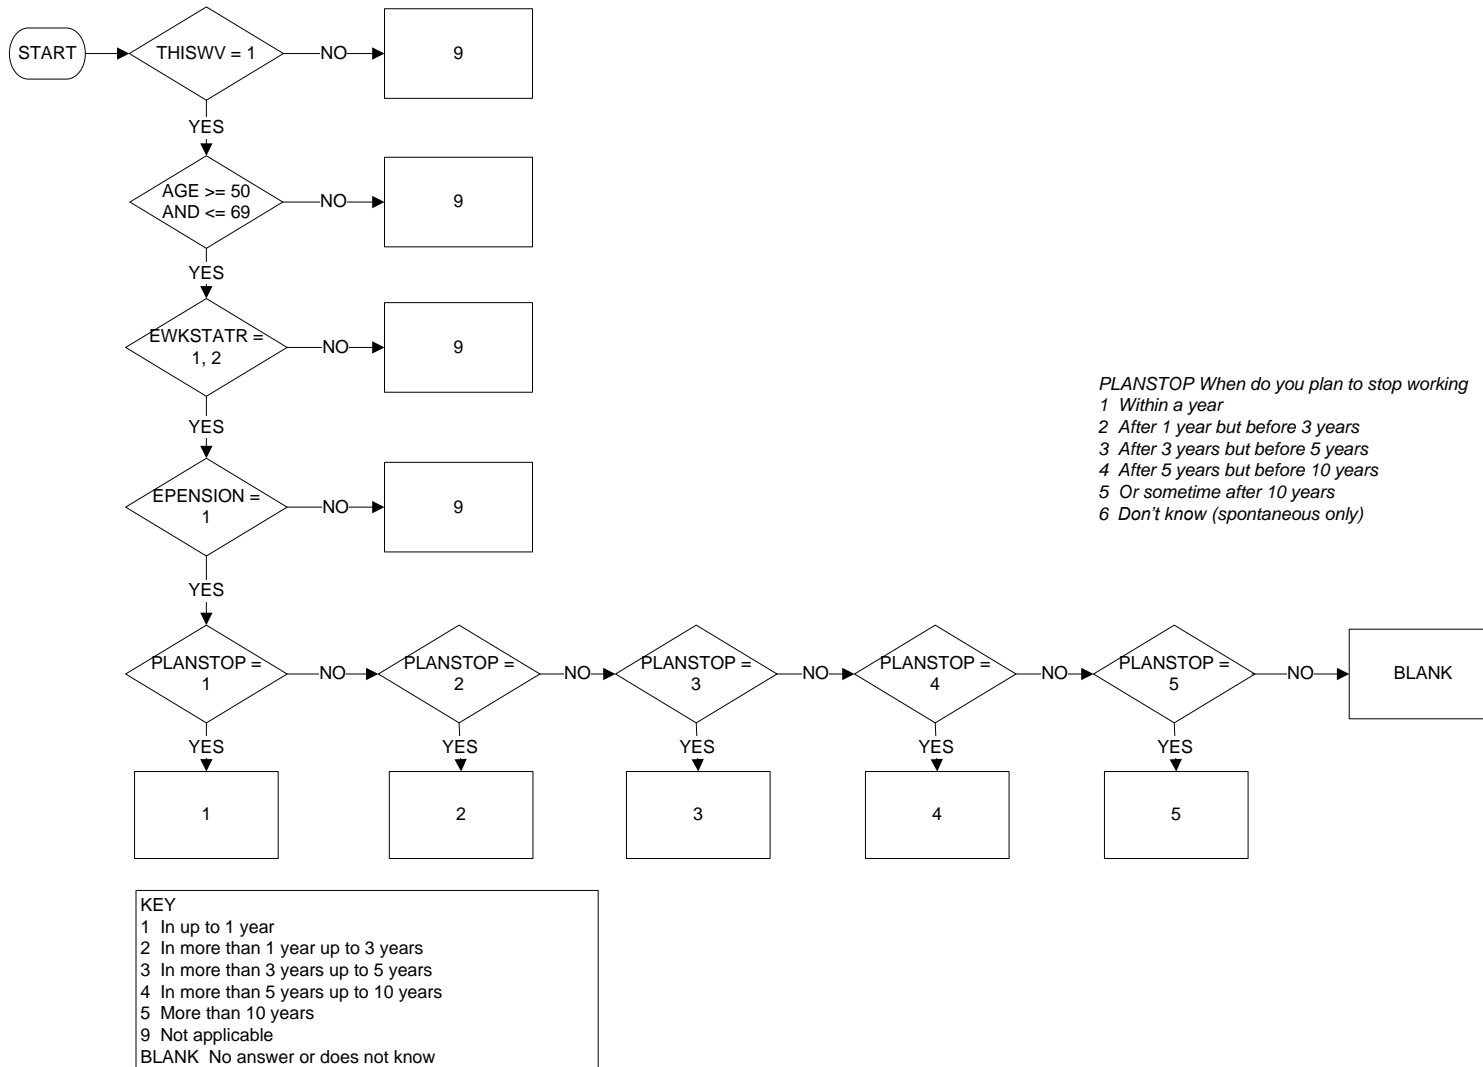 START
THISWV = 1
NO
9
YES
AGE >= 50
AND <= 69
NO
9
YES
EWKSTATR =
1, 2
NO
9
YES
EPENSION =
1
NO
9
YES
PLANSTOP When do you plan to stop working
1 Within a year
2 After 1 year but before 3 years
3 After 3 years but before 5 years
4 After 5 years but before 10 years
5 Or sometime after 10 years
6 Don't know (spontaneous only)
PLANSTOP =
1
NO
PLANSTOP =
2
NO
PLANSTOP =
3
NO
PLANSTOP =
4
NO
PLANSTOP =
5
NO
BLANK
YES
YES
YES
YES
YES
1
2
3
4
5
KEY
1 In up to 1 year
2 In more than 1 year up to 3 years
3 In more than 3 years up to 5 years
4 In more than 5 years up to 10 years
5 More than 10 years
9 Not applicable
BLANK No answer or does not know